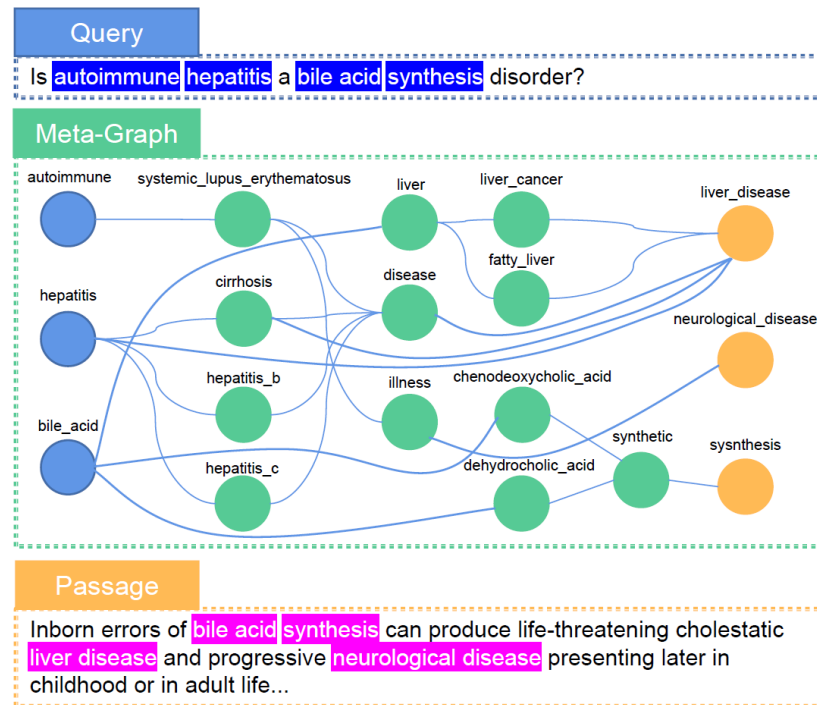 Query
Is autoimmune hepatitis a bile acid synthesis disorder?
Meta-Graph
autoimmune
systemic_lupus_erythematosus
liver
liver_cancer
liver_disease
fatty_liver
hepatitis
cirrhosis
disease
neurological_disease
hepatitis_b
illness
chenodeoxycholic_acid
bile_acid
synthetic
sysnthesis
hepatitis_c
dehydrocholic_acid
Passage
Inborn errors of bile acid synthesis can produce life-threatening cholestatic
liver disease and progressive neurological disease presenting later in
childhood or in adult life...